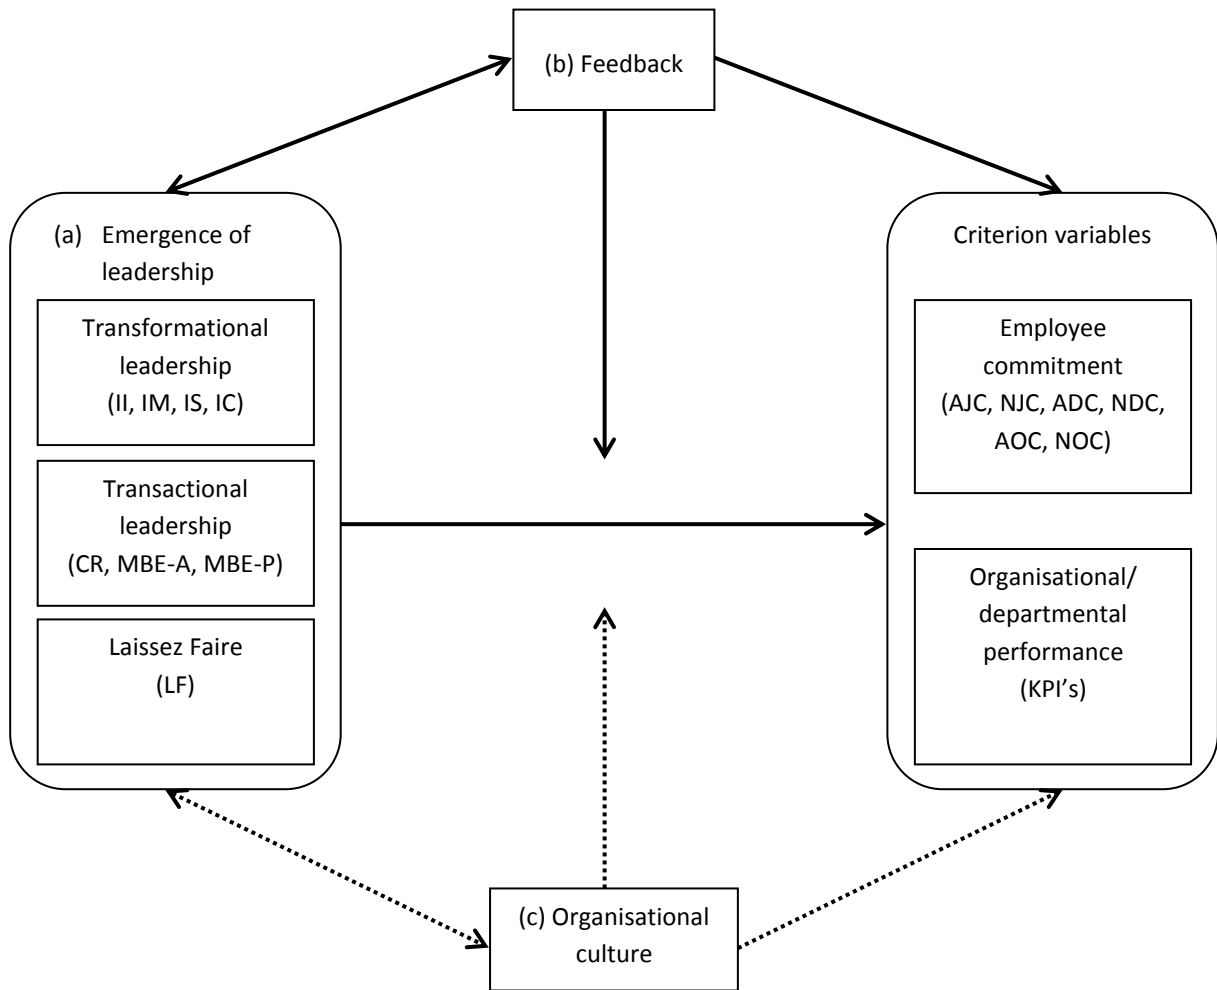 (b) Feedback
(a) Emergence of
leadership
Transformational
leadership
(II, IM, IS, IC)
Transactional
leadership
(CR, MBE-A, MBE-P)
Laissez Faire
(LF)
Criterion variables
Employee
commitment
(AJC, NJC, ADC, NDC,
AOC, NOC)
Organisational/
departmental
performance
(KPI’s)
(c) Organisational
culture